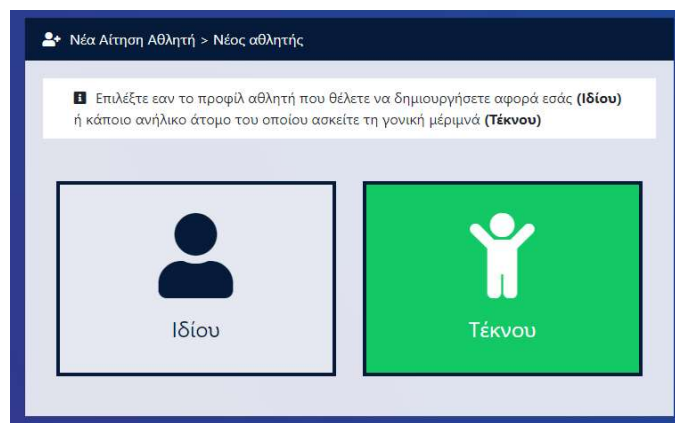 Νέα Αίτηση Αθλητή > Νέος αθλητής
Επιλέξτε εαν το προφίλ αθλητή που θέλετε να δημιουργήσετε αφορά εσάς (Ιδίου)
ή κάποιο ανήλικο άτομο του οποίου ασκείτε τη γονική μέριμνά (Τέκνου)
Ιδίου
Τέκνου